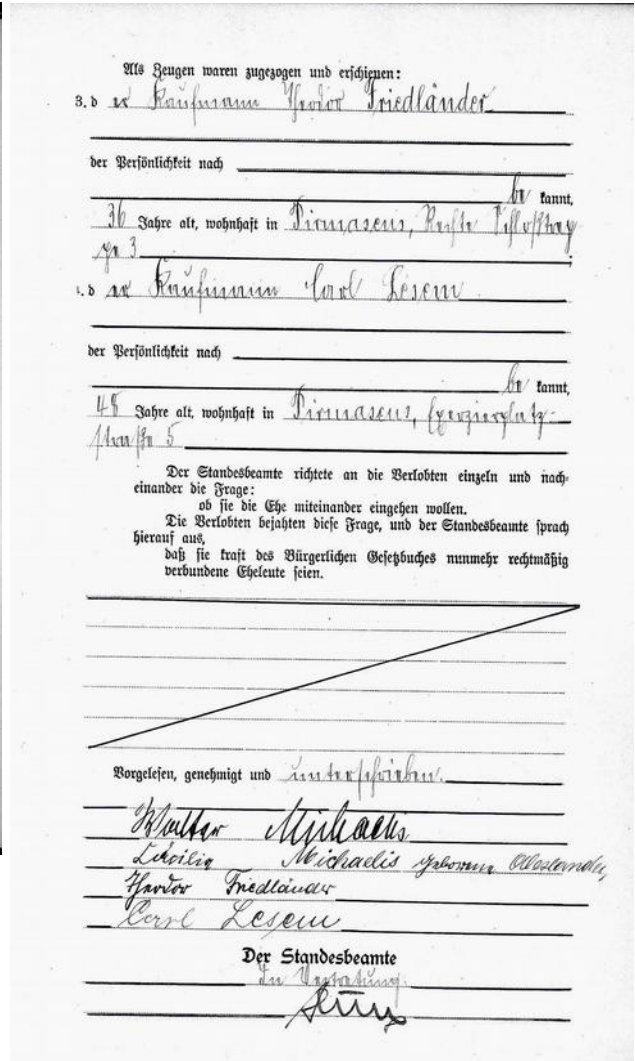 Als Zeugen waren zugezogen und erschienen:
3. d er Kaufmann Theodor Friedländer
der Persönlichkeit nach
be kannt,
36 Jahre alt, wohnhaft in Pirmasens, Rechte Schloßstra-
ße 3
4. d er Kaufmann Carl Lesem
der Persönlichkeit nach
be kannt,
48 Jahre alt, wohnhaft in Pirmasens, Exerzierplatz-
straße 5
Der Standesbeamte richtete an die Verlobten einzeln und nach-
einander die Frage:
ob sie die Ehe miteinander eingehen wollen.
Die Verlobten bejahten diese Frage, und der Standesbeamte sprach
hierauf aus,
daß sie kraft des Bürgerlichen Gesetzbuches nunmehr rechtmäßig
verbundene Eheleute seien.
Vorgelesen, genehmigt und unterschrieben.
Walter Michaelis
Michaelis geborene
Theodor Friedländer
Carl Lesem
Der Standesbeamte
In Vertretung.